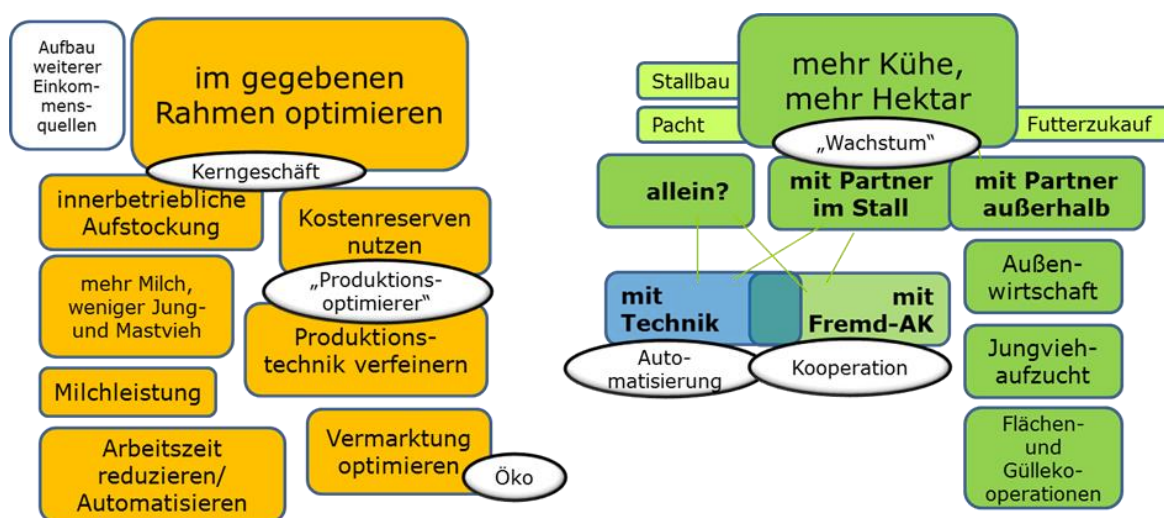 Aufbau
weiterer
Einkom-
mens-
quellen
im gegebenen
Rahmen optimieren
Kerngeschäft
innerbetriebliche
Aufstockung
Kostenreserven
nutzen
mehr Milch,
weniger Jung-
und Mastvieh
„Produktions-
optimierer“
Produktions-
technik verfeinern
Milchleistung
Arbeitszeit
reduzieren/
Automatisieren
Vermarktung
optimieren
Öko
mehr Kühe,
mehr Hektar
Stallbau
Pacht
Futterzukauf
„Wachstum“
allein?
mit Partner
im Stall
mit Partner
außerhalb
mit
Technik
mit
Fremd-AK
Auto-
matisierung
Kooperation
Außen-
wirtschaft
Jungvieh-
aufzucht
Flächen-
und
Gülleko-
operationen